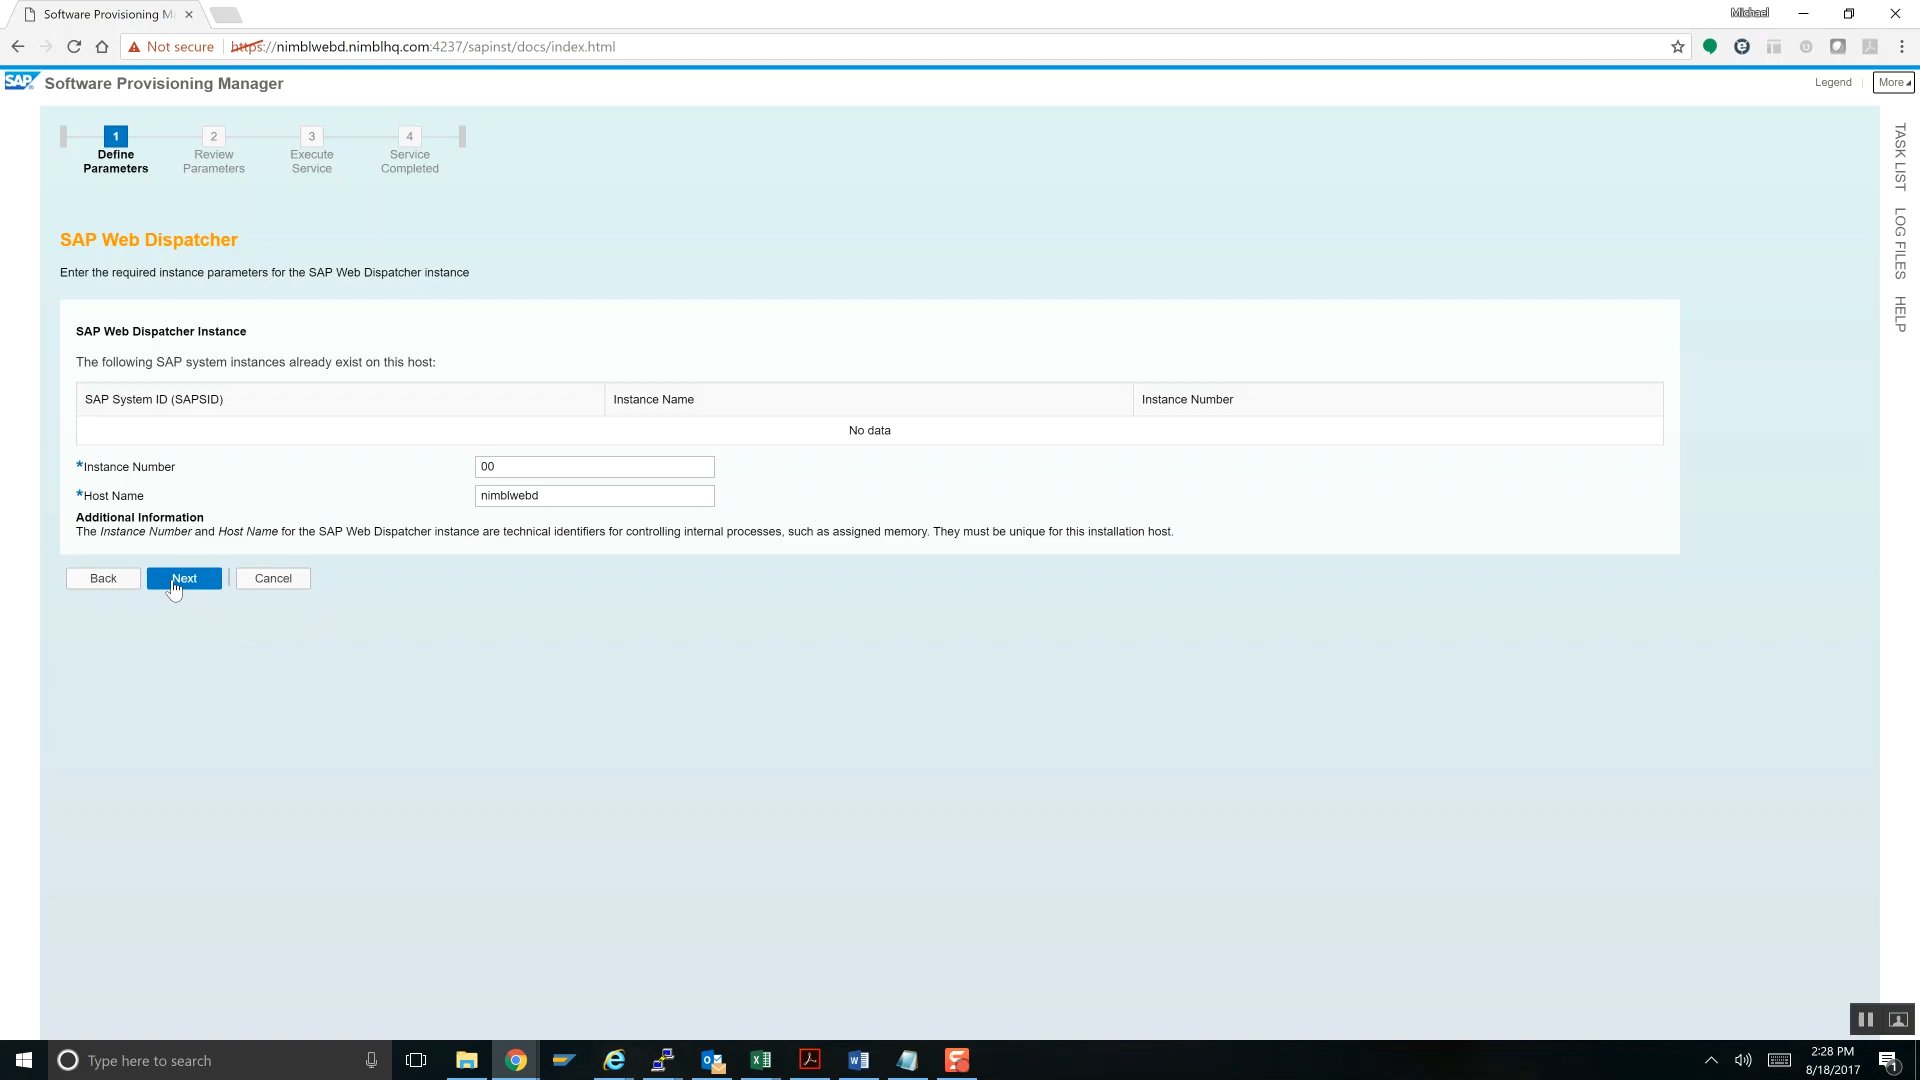 Software Provisioning M
Michael
Not secure https://nimblwebd.nimblhq.com:4237/sapinst/docs/index.html
SAP Software Provisioning Manager
Legend More
1 2 3 4
Define Parameters
Review Parameters
Execute Service
Service Completed
TASK LIST
LOG FILES
HELP
SAP Web Dispatcher
Enter the required instance parameters for the SAP Web Dispatcher instance
SAP Web Dispatcher Instance
The following SAP system instances already exist on this host:
SAP System ID (SAPSID) Instance Name Instance Number
No data
*Instance Number 00
*Host Name nimblwebd
Additional Information
The Instance Number and Host Name for the SAP Web Dispatcher instance are technical identifiers for controlling internal processes, such as assigned memory. They must be unique for this installation host.
Back Next Cancel
Type here to search
2:28 PM
8/18/2017
1